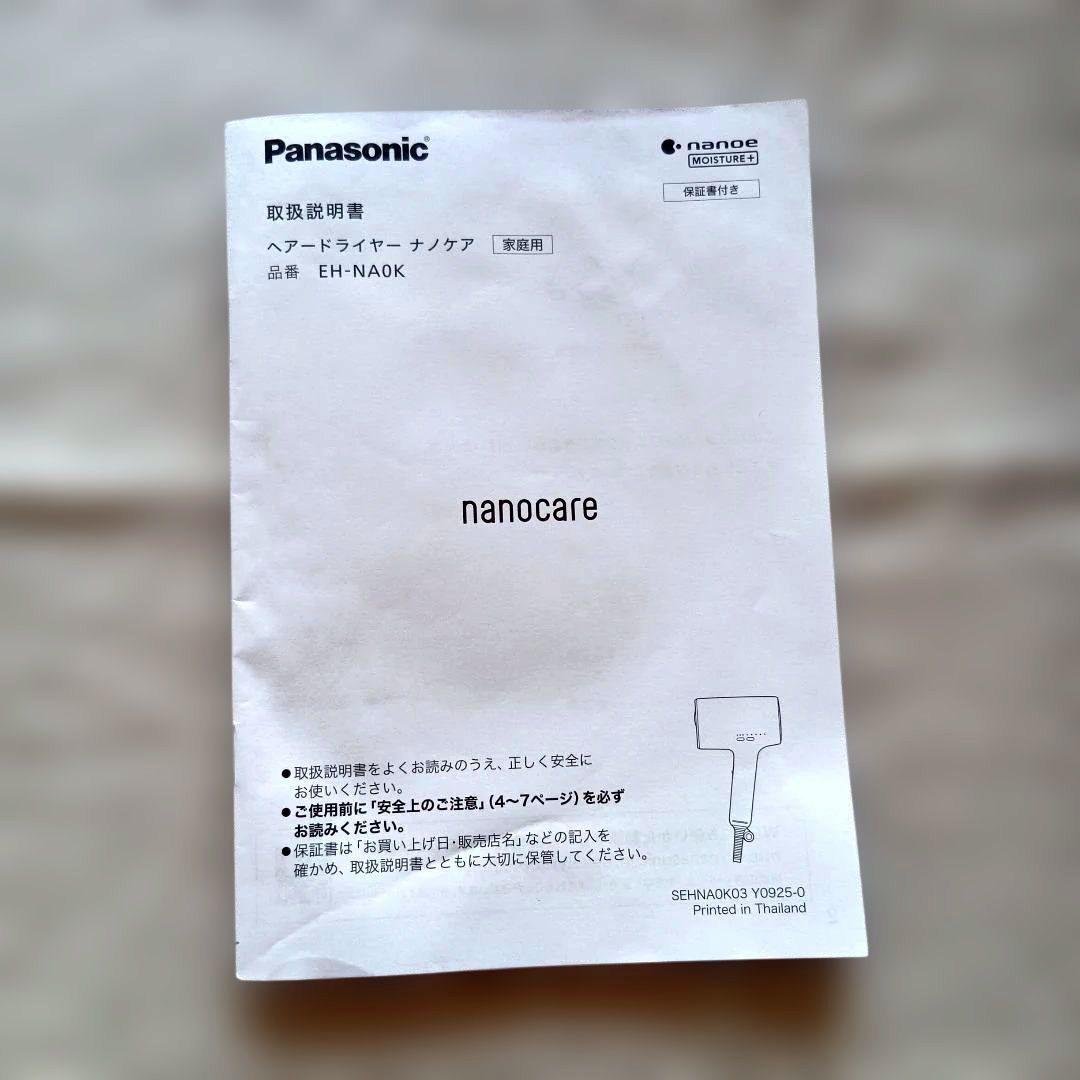 Panasonic®
nanoe
MOISTURE+
保証書付き
取扱説明書
ヘアードライヤー ナノケア 家庭用
品番 EH-NA0K
nanocare
●取扱説明書をよくお読みのうえ、正しく安全に
お使いください。
●ご使用前に「安全上のご注意」（4～7ページ）を必ず
お読みください。
●保証書は「お買い上げ日・販売店名」などの記入を
確かめ、取扱説明書とともに大切に保管してください。
SEHNA0K03 Y0925-0
Printed in Thailand